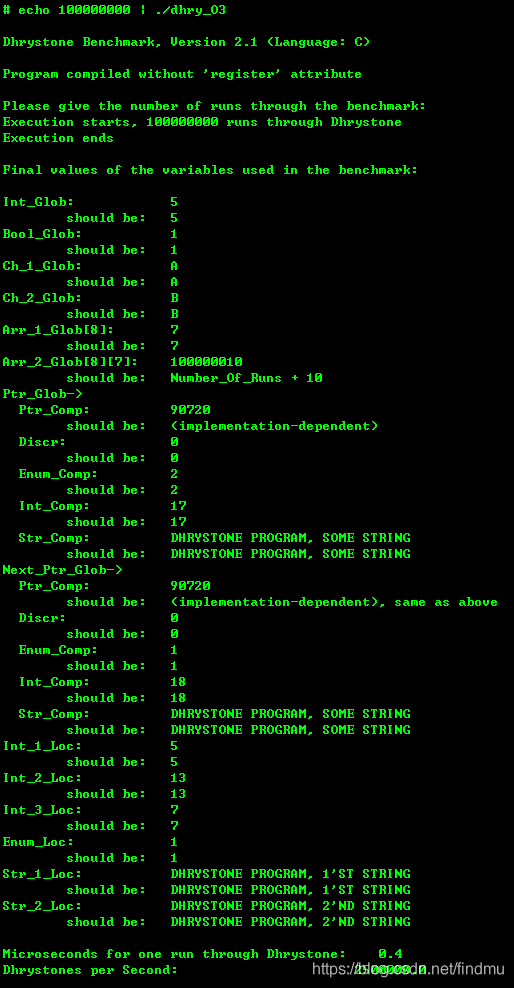 # echo 100000000 | ./dhry_O3
Dhrystone Benchmark, Version 2.1 (Language: C)
Program compiled without 'register' attribute
Please give the number of runs through the benchmark:
Execution starts, 100000000 runs through Dhrystone
Execution ends
Final values of the variables used in the benchmark:
Int_Glob: 5
should be: 5
Bool_Glob: 1
should be: 1
Ch_1_Glob: A
should be: A
Ch_2_Glob: B
should be: B
Arr_1_Glob[8]: 7
should be: 7
Arr_2_Glob[8][7]: 100000010
should be: Number_Of_Runs + 10
Ptr_Glob->
Ptr_Comp: 90720
should be: (implementation-dependent)
Discr: 0
should be: 0
Enum_Comp: 2
should be: 2
Int_Comp: 17
should be: 17
Str_Comp: DHRYSTONE PROGRAM, SOME STRING
should be: DHRYSTONE PROGRAM, SOME STRING
Next_Ptr_Glob->
Ptr_Comp: 90720
should be: (implementation-dependent), same as above
Discr: 0
should be: 0
Enum_Comp: 1
should be: 1
Int_Comp: 18
should be: 18
Str_Comp: DHRYSTONE PROGRAM, SOME STRING
should be: DHRYSTONE PROGRAM, SOME STRING
Int_1_Loc: 5
should be: 5
Int_2_Loc: 13
should be: 13
Int_3_Loc: 7
should be: 7
Enum_Loc: 1
should be: 1
Str_1_Loc: DHRYSTONE PROGRAM, 1'ST STRING
should be: DHRYSTONE PROGRAM, 1'ST STRING
Str_2_Loc: DHRYSTONE PROGRAM, 2'ND STRING
should be: DHRYSTONE PROGRAM, 2'ND STRING
Microseconds for one run through Dhrystone: 0.4
Dhrystones per Second:
https://blog.csdn.net/findmu